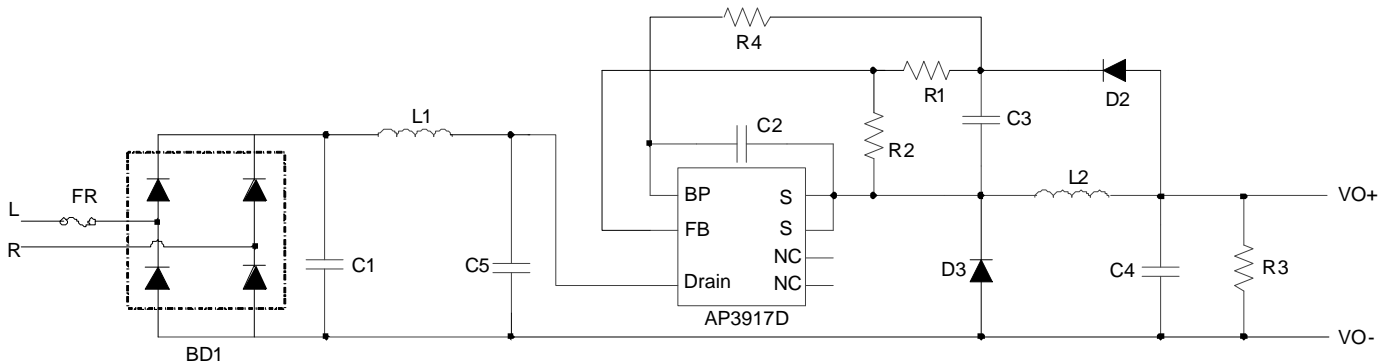 R4
R1
D2
L1
C2
R2
C3
FR
L
R
BP
FB
Drain
S
S
NC
NC
L2
VO+
C1
C5
D3
C4
R3
AP3917D
BD1
VO-